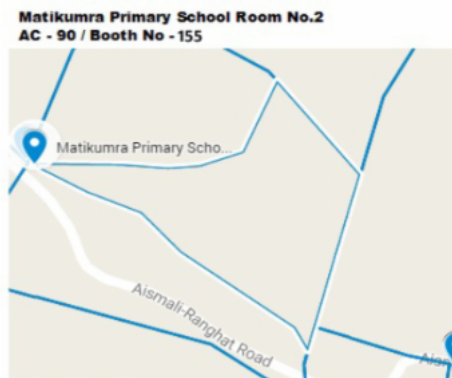 Matikumra Primary School Room No.2
AC - 90 / Booth No - 155
Matikumra Primary Scho...
Aismali-Ranghat Road